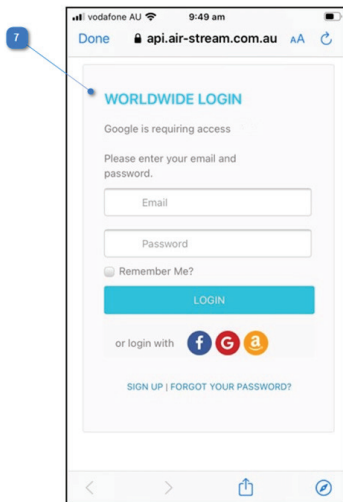 vodafone AU 9:49 am
Done api.air-stream.com.au AA
7
WORLDWIDE LOGIN
Google is requiring access
Please enter your email and
password.
Email
Password
Remember Me?
LOGIN
or login with f G a
SIGN UP | FORGOT YOUR PASSWORD?